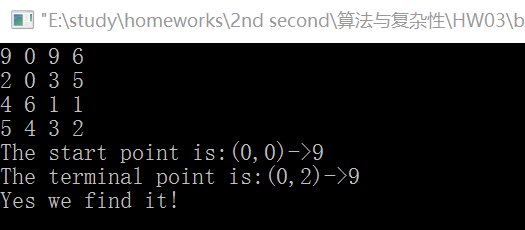 "E:\study\homeworks\2nd second\算法与复杂性\HW03\b
9 0 9 6
2 0 3 5
4 6 1 1
5 4 3 2
The start point is:(0,0)->9
The terminal point is:(0,2)->9
Yes we find it!